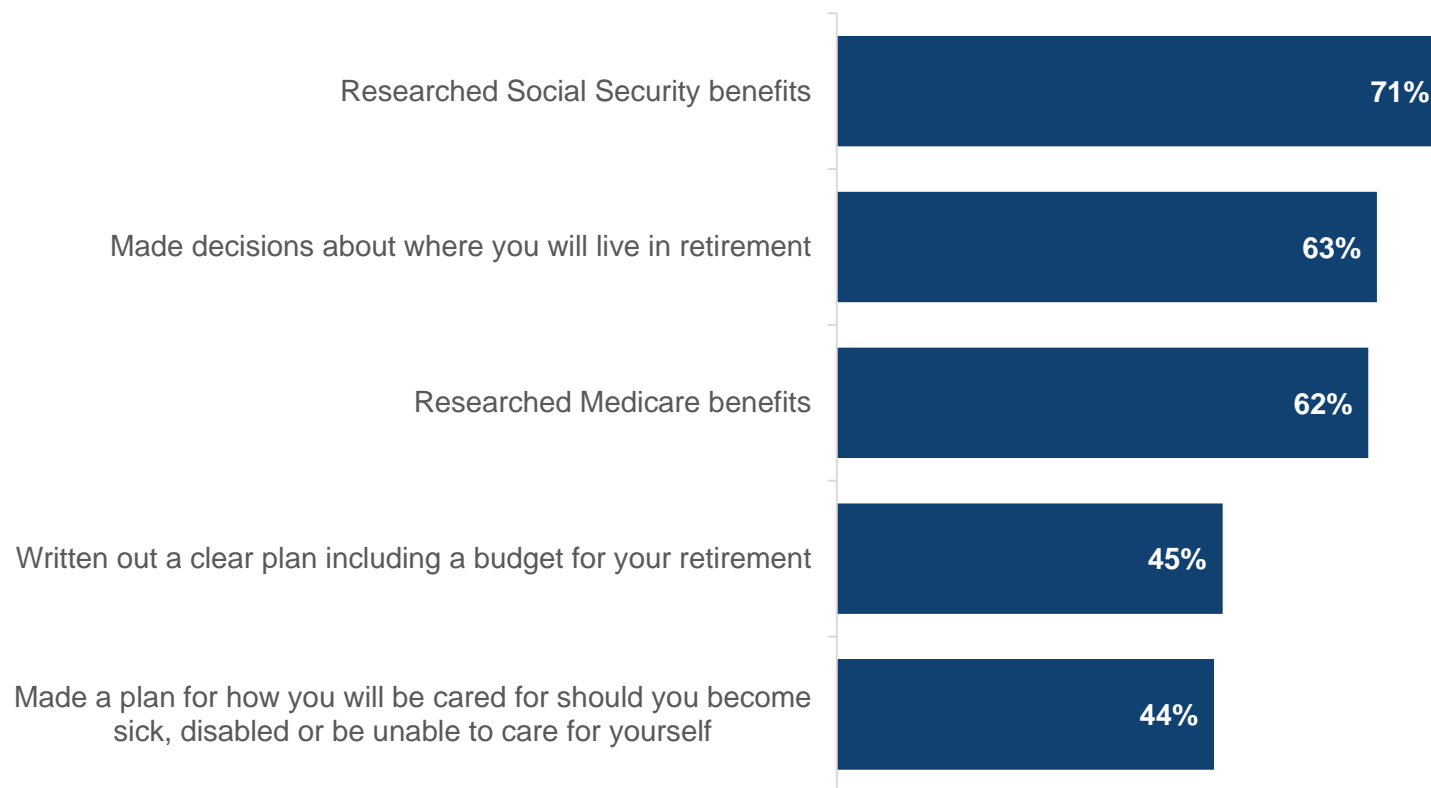 Researched Social Security benefits
71%
Made decisions about where you will live in retirement
63%
Researched Medicare benefits
62%
Written out a clear plan including a budget for your retirement
45%
Made a plan for how you will be cared for should you become
sick, disabled or be unable to care for yourself
44%